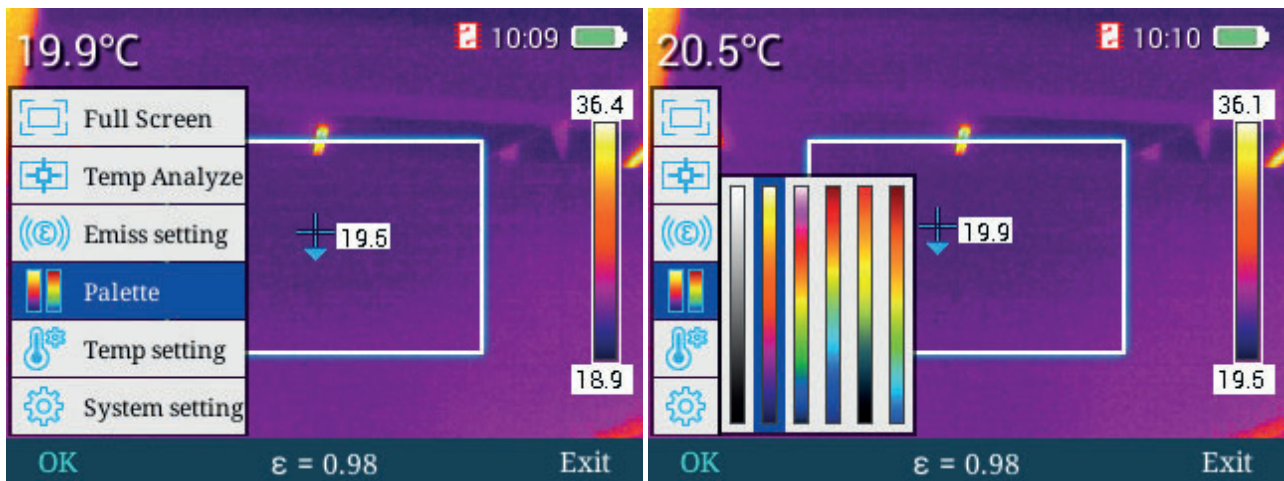 19.9°C
10:09
Full Screen
36.4
Temp Analyze
Emiss setting
19.5
Palette
Temp setting
18.9
System setting
OK
ε = 0.98
Exit
20.5°C
10:10
36.1
19.9
19.6
OK
ε = 0.98
Exit